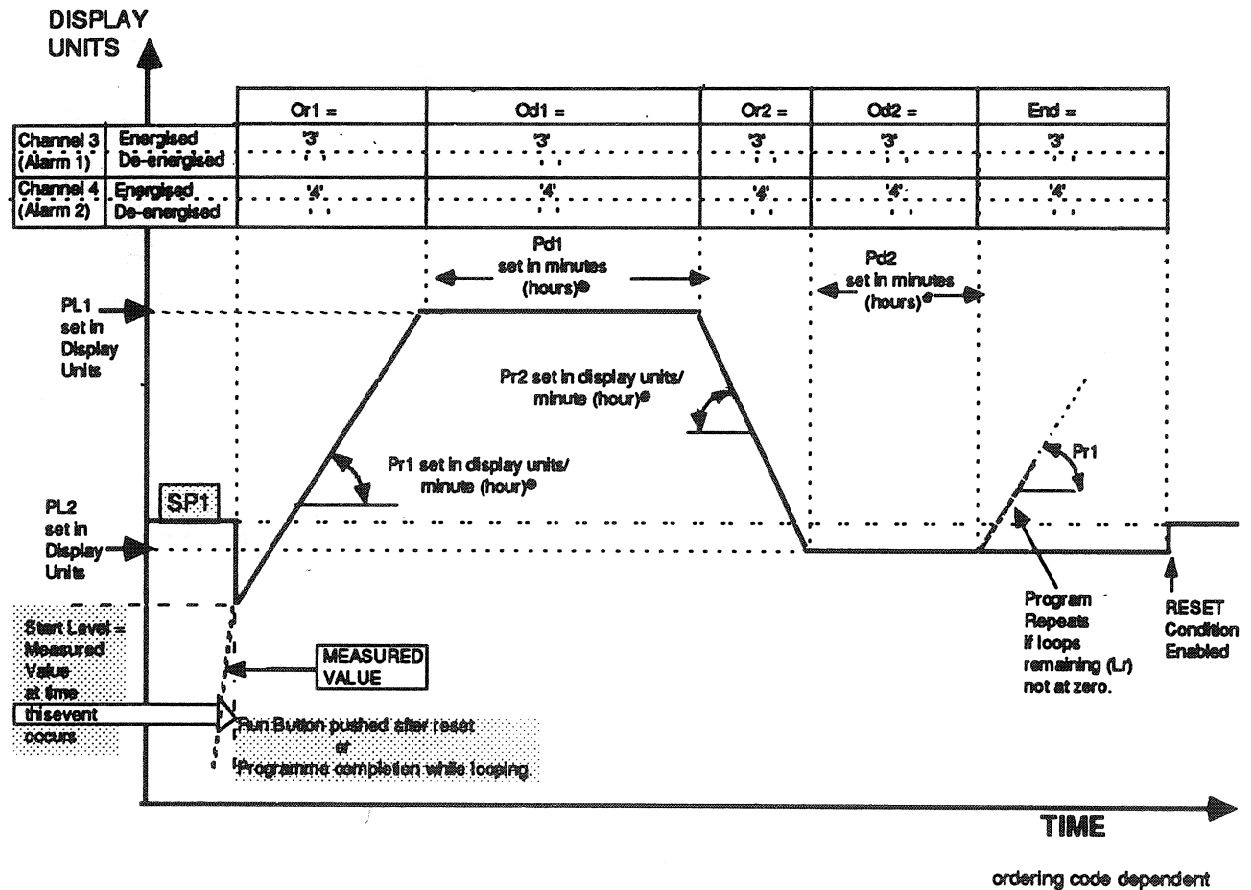 DISPLAY
UNITS
Or1 =
Od1 =
Or2 =
Od2 =
End =
Channel 3
(Alarm 1)
Energised
De-energised
'3'
'3'
'3'
'3'
'3'
Channel 4
(Alarm 2)
Energised
De-energised
'4'
'4'
'4'
'4'
'4'
Pd1
set in minutes
(hours)@
Pd2
set in minutes
(hours)@
PL1
set in
Display
Units
Pr2 set in display units/
minute (hour)@
Pr1 set in display units/
minute (hour)@
Pr1
SP1
PL2
set in
Display
Units
Start Level =
Measured
Value
at time
thisevent
occurs
MEASURED
VALUE
Run Button pushed after reset
or
Programme completion while looping
Program
Repeats
if loops
remaining (Lr)
not at zero.
RESET
Condition
Enabled
TIME
ordering code dependent